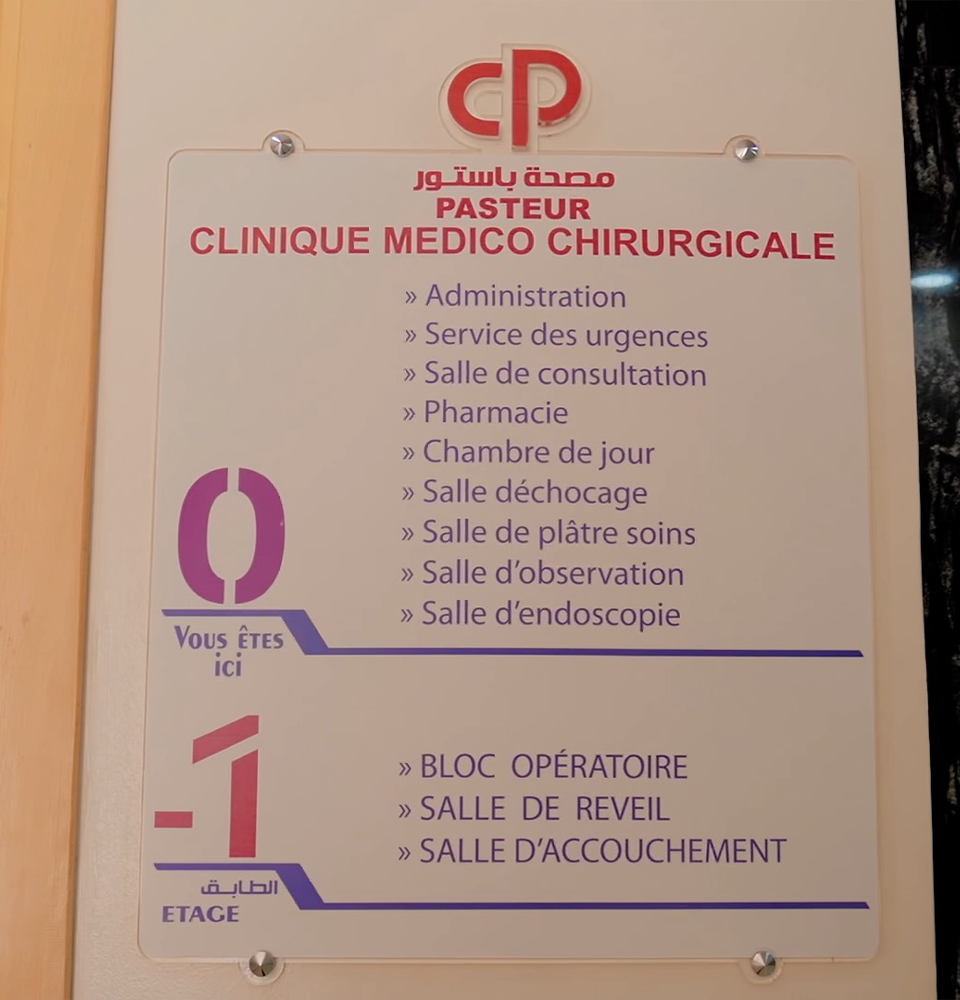 CP
مصحة باستور
PASTEUR
CLINIQUE MEDICO CHIRURGICALE
» Administration
» Service des urgences
» Salle de consultation
» Pharmacie
» Chambre de jour
» Salle déchocage
» Salle de plâtre soins
» Salle d’observation
» Salle d’endoscopie
0
Vous êtes
ici
-1
» BLOC OPÉRATOIRE
» SALLE DE REVEIL
» SALLE D’ACCOUCHEMENT
الطابق
ETAGE